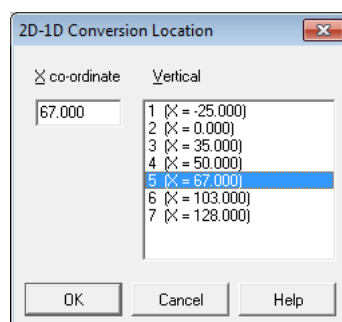 2D-1D Conversion Location
X co-ordinate
Vertical
67.000
1 (X = -25.000)
2 (X = 0.000)
3 (X = 35.000)
4 (X = 50.000)
5 (X = 67.000)
6 (X = 103.000)
7 (X = 128.000)
OK
Cancel
Help